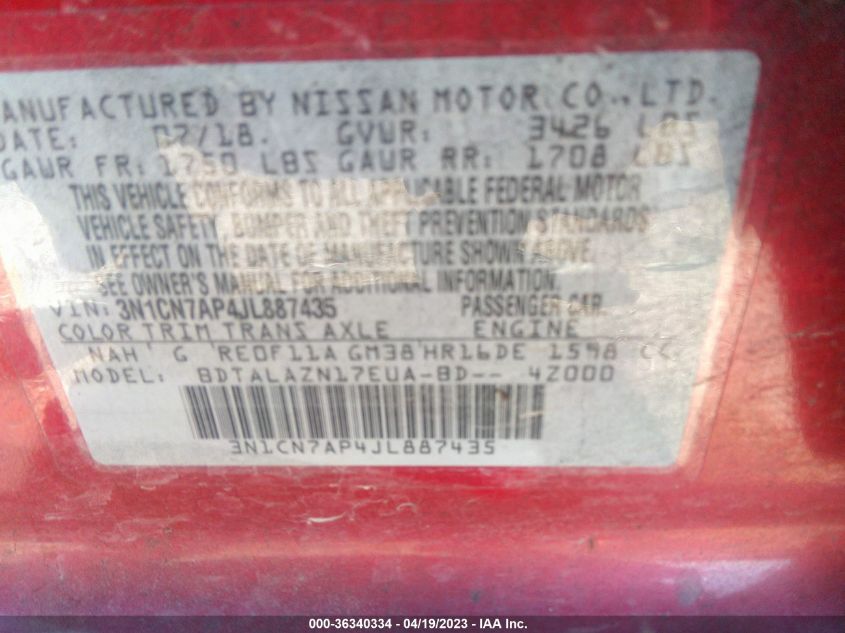 ANUFACTURED BY NISSAN MOTOR CO., LTD.
DATE: 07/18. GVWR: 3426 LBS
GAWR FR: 1750 LBS GAWR RR: 1708 LBS
THIS VEHICLE CONFORMS TO ALL APPLICABLE FEDERAL MOTOR
VEHICLE SAFETY, BUMPER AND THEFT PREVENTION STANDARDS
IN EFFECT ON THE DATE OF MANUFACTURE SHOWN ABOVE.
SEE OWNER'S MANUAL FOR ADDITIONAL INFORMATION.
VIN: 3N1CN7AP4JL887435 PASSENGER CAR
COLOR TRIM TRANS AXLE ENGINE
NAH G RE0F11A GM38 HR16DE 1598 CC
MODEL: BDTALAZN17EUA-BD-- 4Z000
3N1CN7AP4JL887435
000-36340334 - 04/19/2023 - IAA Inc.